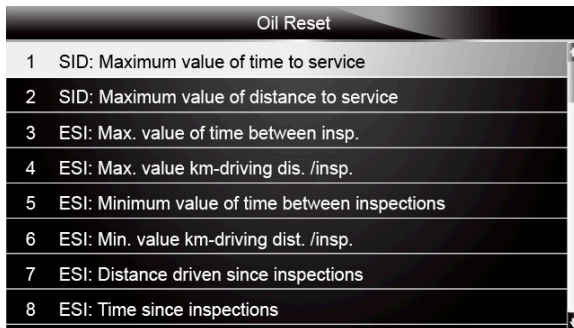 Oil Reset
1 SID: Maximum value of time to service
2 SID: Maximum value of distance to service
3 ESI: Max. value of time between insp.
4 ESI: Max. value km-driving dis. /insp.
5 ESI: Minimum value of time between inspections
6 ESI: Min. value km-driving dist. /insp.
7 ESI: Distance driven since inspections
8 ESI: Time since inspections